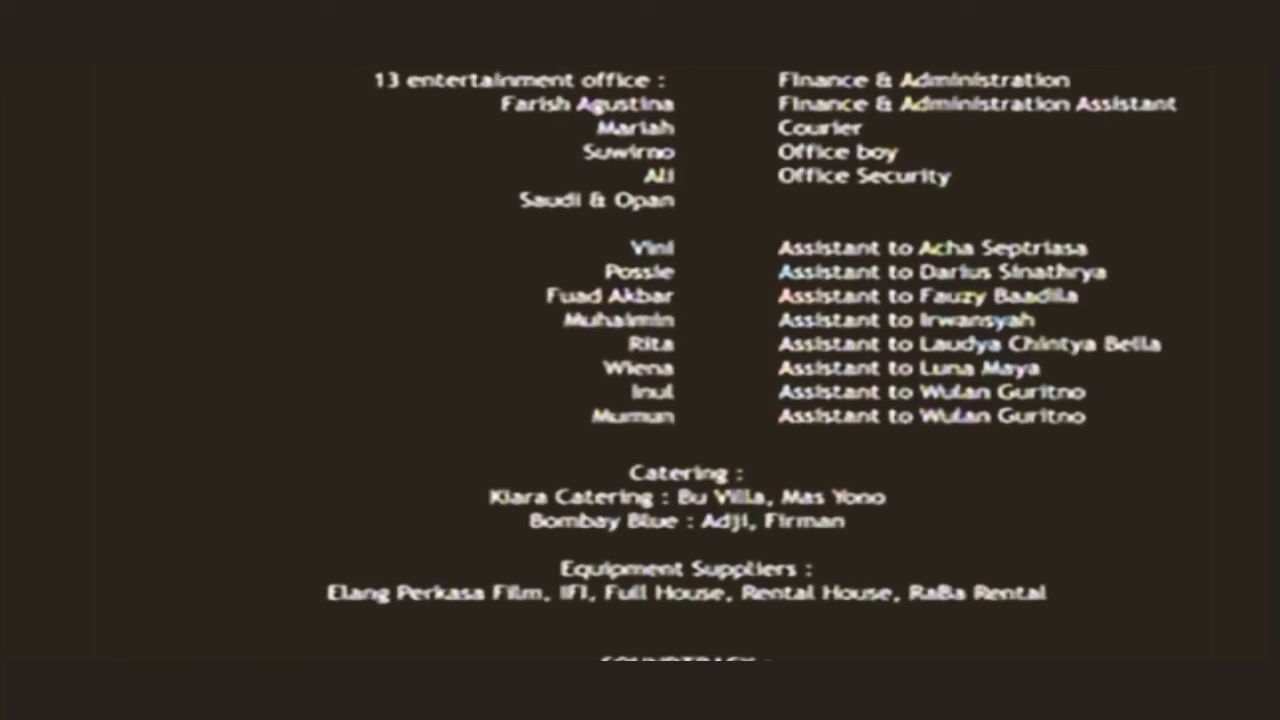 13 entertainment office : Finance & Administration
Farish Agustina Finance & Administration Assistant
Mariah Courier
Suwirno Office boy
Ali Office Security
Saudi & Opan
Vini Assistant to Acha Septriasa
Possie Assistant to Darius Sinathrya
Fuad Akbar Assistant to Fauzy Baadila
Muhaimin Assistant to Irwansyah
Rita Assistant to Laudya Chintya Bella
Wiena Assistant to Luna Maya
Inul Assistant to Wulan Guritno
Mumun Assistant to Wulan Guritno
Catering :
Kiara Catering : Bu Villa, Mas Yono
Bombay Blue : Adji, Firman
Equipment Suppliers :
Elang Perkasa Film, IFI, Full House, Rental House, RaBa Rental
SOUNDTRACK :